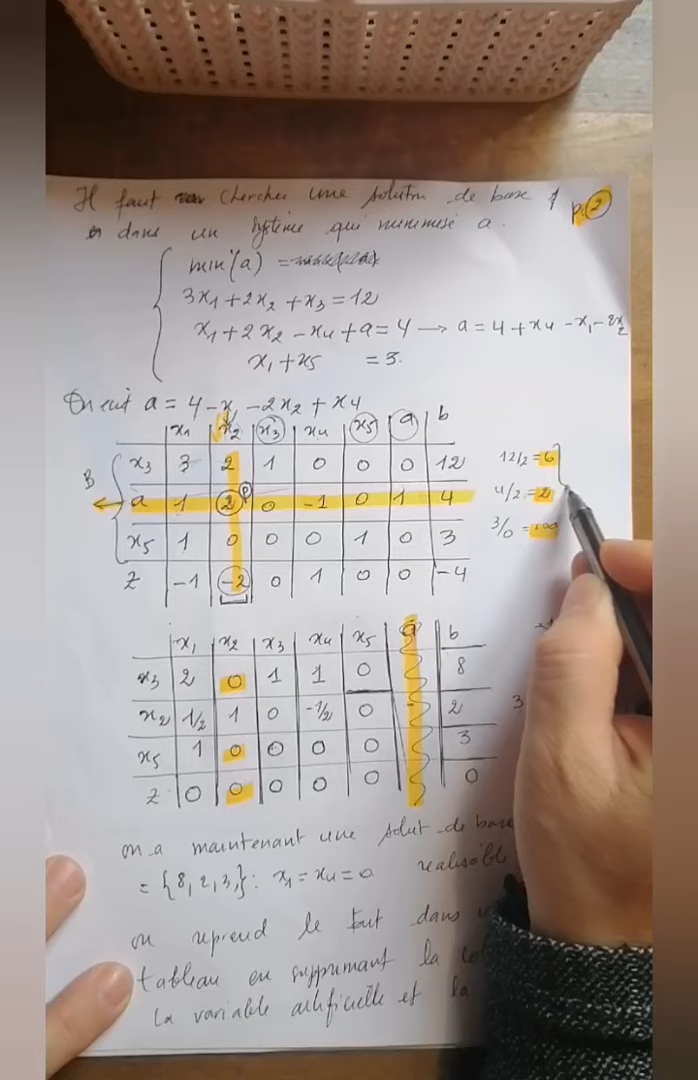 Il faut chercher une solution de base
p.2
dans un système qui minimise a.
min(a) =
3x1 + 2x2 + x3 = 12
x1 + 2x2 - x4 + a = 4 → a = 4 + x4 - x1 - 2x2
x1 + x5 = 3.
On écrit a = 4 - x1 - 2x2 + x4
x1 x2 x3 x4 x5 a b
B
x3 3 2 1 0 0 0 12
12/2 = 6
a 1 2 P 0 -1 0 1 4
4/2 = 2
x5 1 0 0 0 1 0 3
3/0 = +∞
z -1 -2 0 1 0 0 -4
x1 x2 x3 x4 x5 a b
x3 2 0 1 1 0 8
x2 1/2 1 0 -1/2 0 2
3
x5 1 0 0 0 0 3
z 0 0 0 0 0 0
on a maintenant une solut de base
= {8, 2, 3,} : x1 = x4 = 0 réalisable
on reprend le tout dans
tableau en supprimant la
la variable artificielle et la